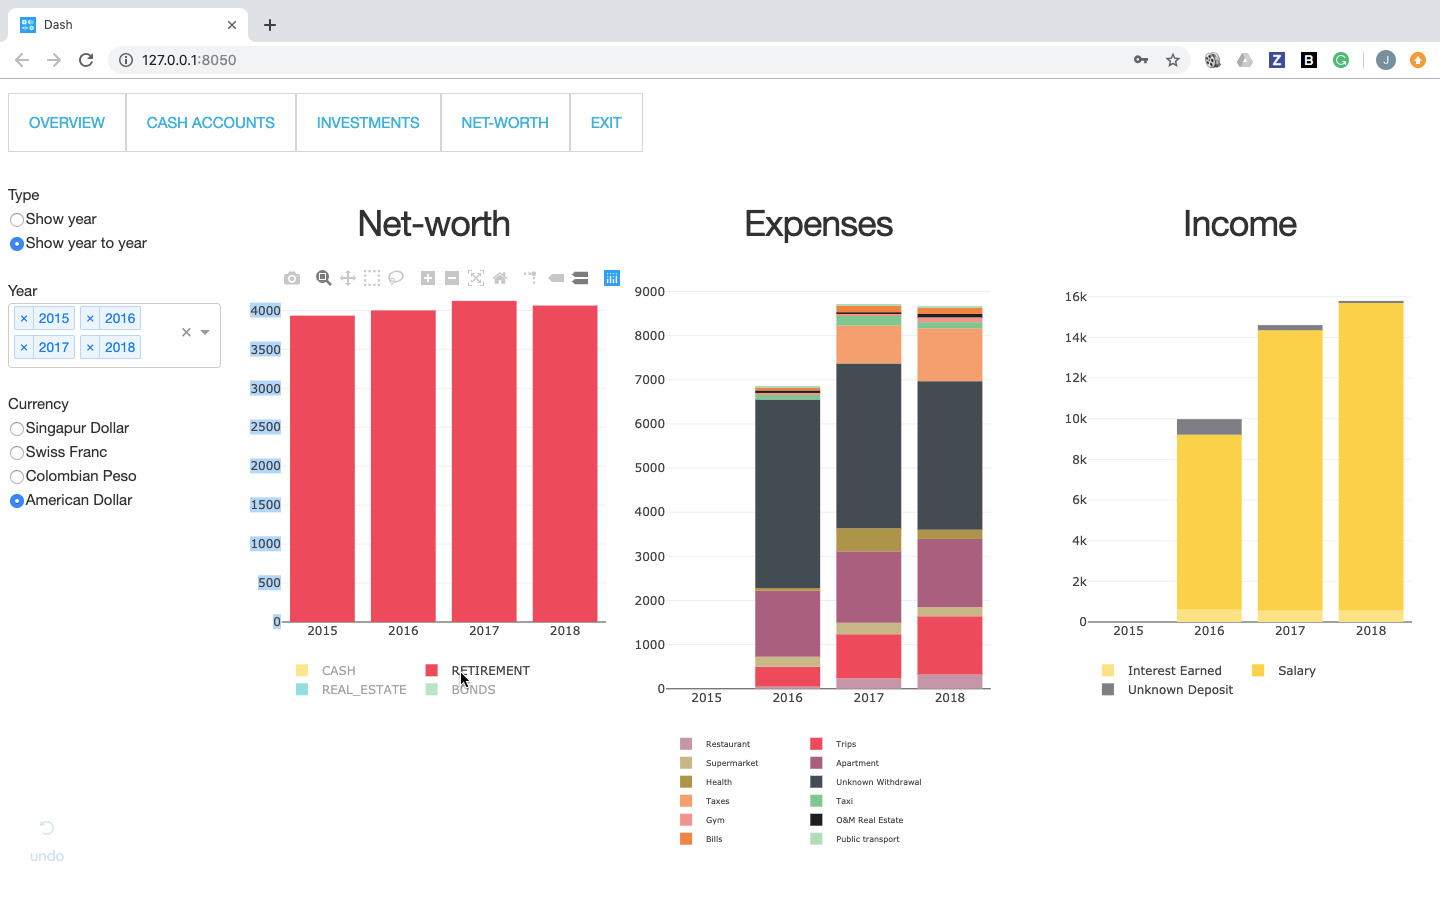 Dash
127.0.0.1:8050
Z
B
J
OVERVIEW
CASH ACCOUNTS
INVESTMENTS
NET-WORTH
EXIT
Type
Show year
Show year to year
Year
× 2015 × 2016
× 2017 × 2018
Currency
Singapur Dollar
Swiss Franc
Colombian Peso
American Dollar
undo
Net-worth
4000
3500
3000
2500
2000
1500
1000
500
0
2015 2016 2017 2018
CASH RETIREMENT
REAL_ESTATE BONDS
Expenses
9000
8000
7000
6000
5000
4000
3000
2000
1000
0
2015 2016 2017 2018
Restaurant Trips
Supermarket Apartment
Health Unknown Withdrawal
Taxes Taxi
Gym O&M Real Estate
Bills Public transport
Income
16k
14k
12k
10k
8k
6k
4k
2k
0
2015 2016 2017 2018
Interest Earned Salary
Unknown Deposit